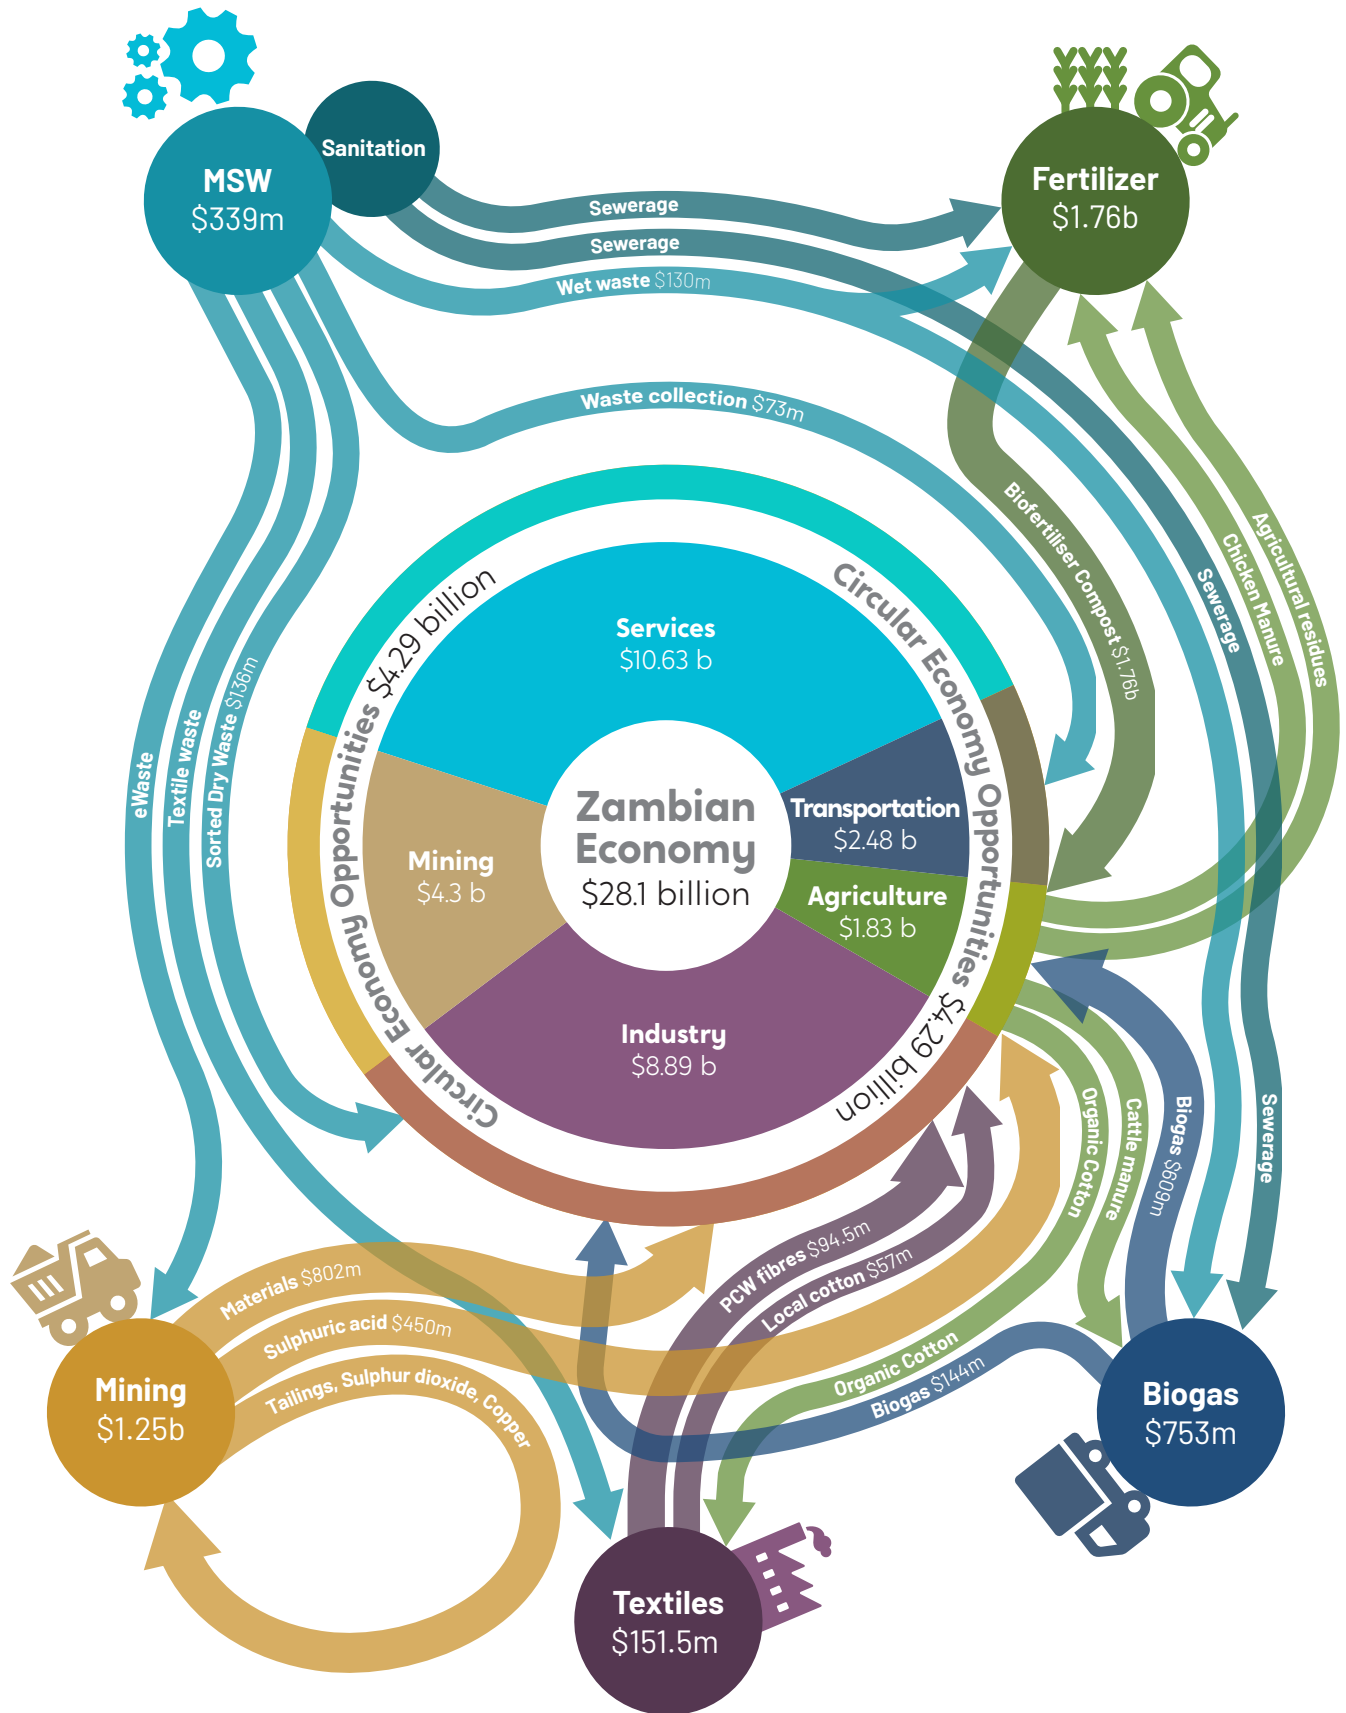 MSW
$339m
Sanitation
Fertilizer
$1.76b
Sewerage
Sewerage
Wet waste $130m
Waste collection $73m
Biofertiliser Compost $1.76b
Sewerage
Chicken Manure
Agricultural residues
eWaste
Textile waste
Sorted Dry Waste $136m
Circular Economy Opportunities $4.29 billion
Circular Economy Opportunities $4.29 billion
Services
$10.63 b
Transportation
$2.48 b
Agriculture
$1.83 b
Industry
$8.89 b
Mining
$4.3 b
Zambian
Economy
$28.1 billion
Organic Cotton
Cattle manure
Biogas $609m
Sewerage
Materials $802m
Sulphuric acid $450m
Tailings, Sulphur dioxide, Copper
PCW fibres $94.5m
Local cotton $57m
Organic Cotton
Biogas $144m
Mining
$1.25b
Biogas
$753m
Textiles
$151.5m